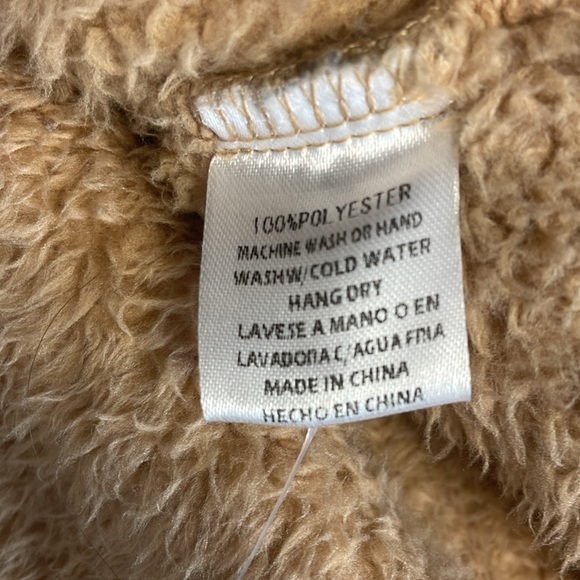 100%POLYESTER
MACHINE WASH OR HAND
WASHW/COLD WATER
HANG DRY
LAVESE A MANO O EN
LAVADORA C/AGUA FRIA
MADE IN CHINA
HECHO EN CHINA